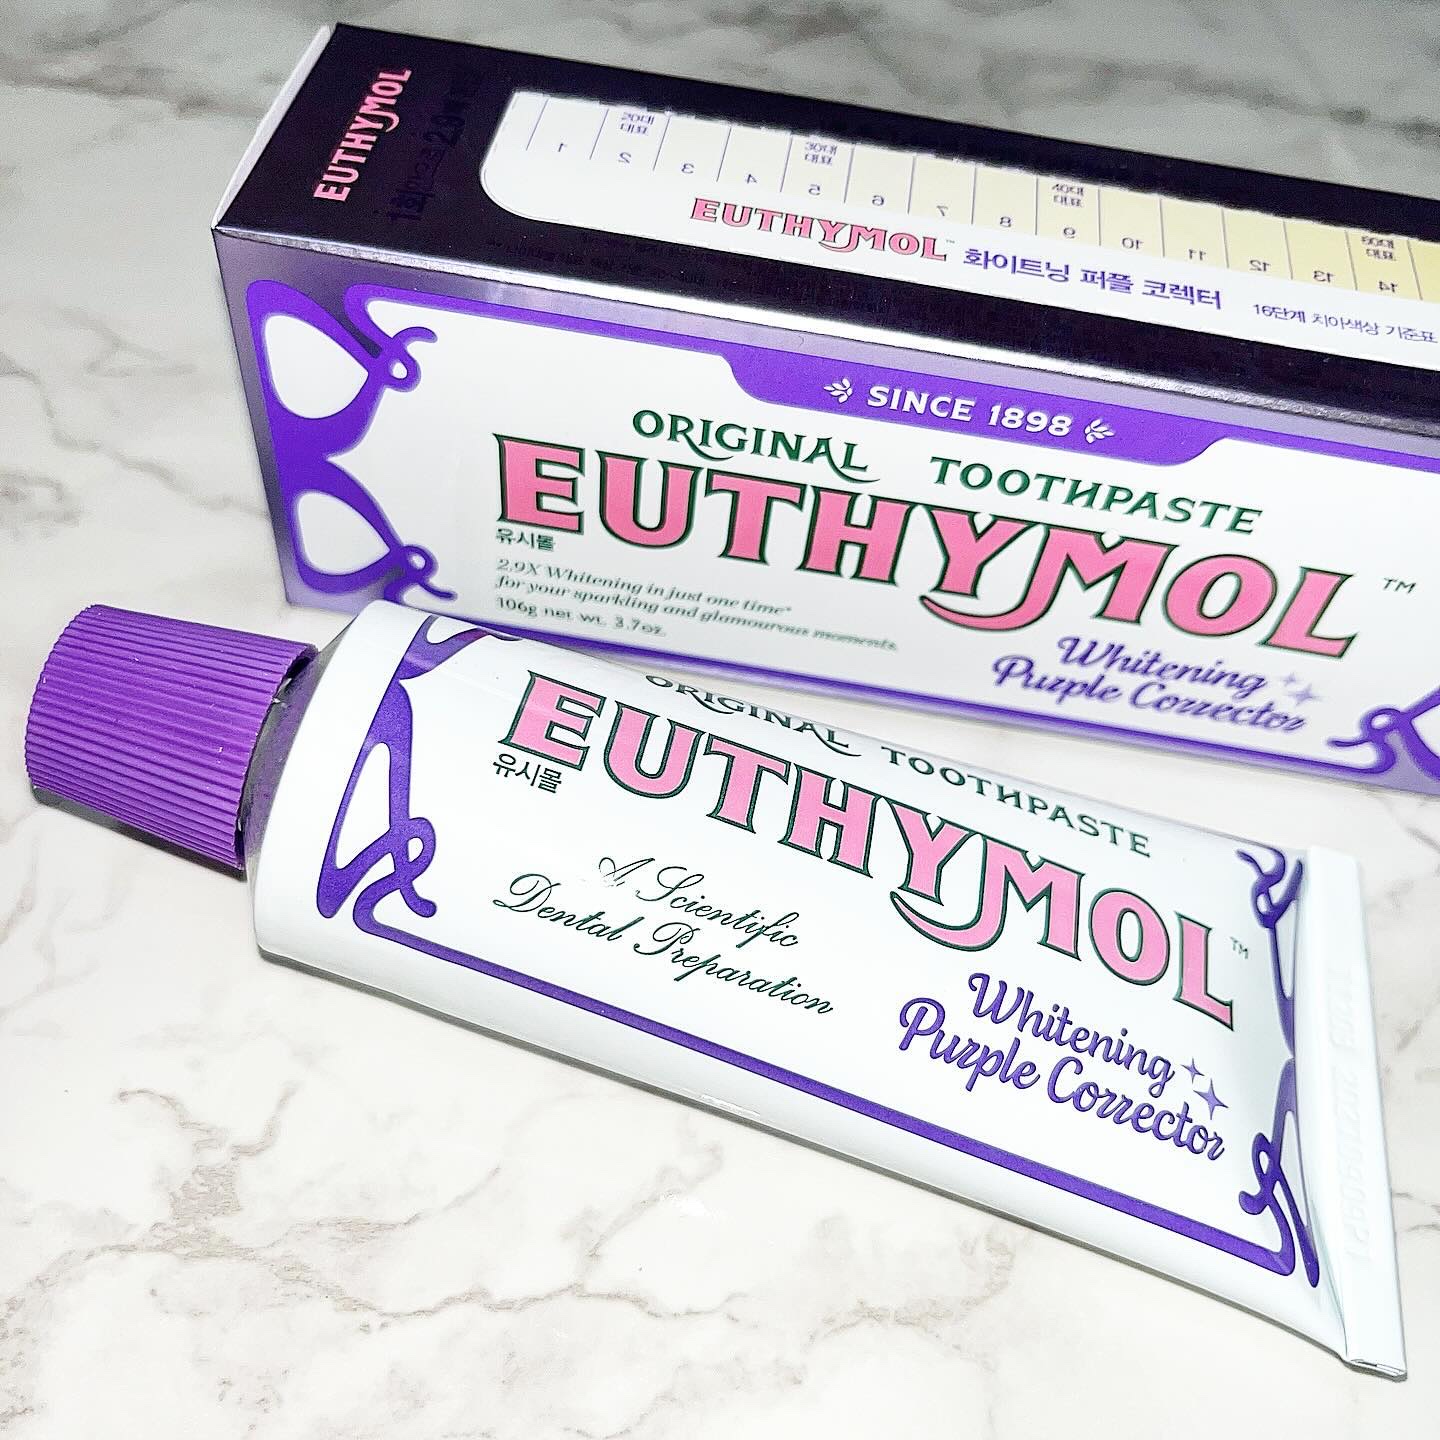 EUTHYMOL
20대
대표
30대
대표
40대
대표
1
2
3
4
5
6
7
8
9
10
11
12
13
14
EUTHYMOL™ 화이트닝 퍼플 코렉터
16단계 치아색상 기준표
SINCE 1898
ORIGINAL TOOTHPASTE
EUTHYMOL™
유시몰
2.9X Whitening in just one time*
for your sparkling and glamourous moments.
106g net wt. 3.7oz.
Whitening
Purple Corrector
ORIGINAL TOOTHPASTE
EUTHYMOL™
유시몰
A Scientific
Dental Preparation
Whitening
Purple Corrector